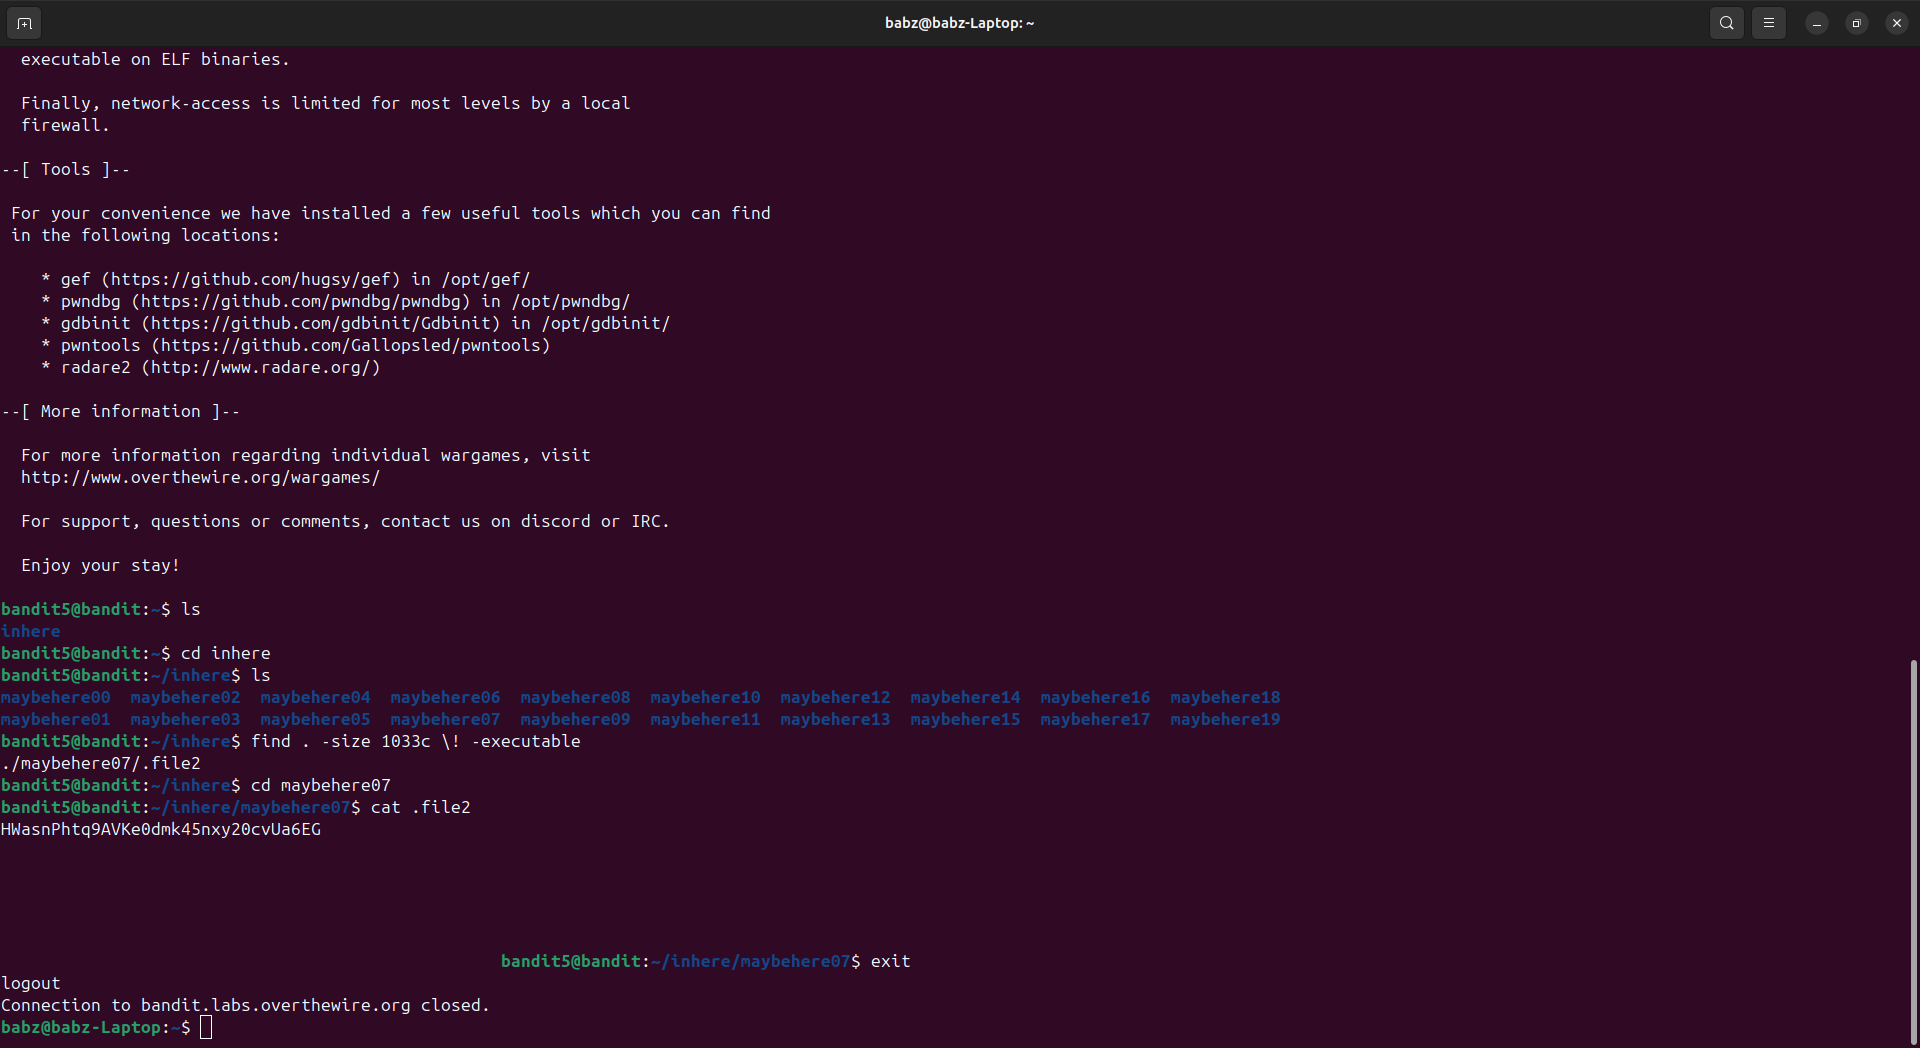 babz@babz-Laptop: ~
executable on ELF binaries.
Finally, network-access is limited for most levels by a local
firewall.
--[ Tools ]--
For your convenience we have installed a few useful tools which you can find
in the following locations:
* gef (https://github.com/hugsy/gef) in /opt/gef/
* pwndbg (https://github.com/pwndbg/pwndbg) in /opt/pwndbg/
* gdbinit (https://github.com/gdbinit/Gdbinit) in /opt/gdbinit/
* pwntools (https://github.com/Gallopsled/pwntools)
* radare2 (http://www.radare.org/)
--[ More information ]--
For more information regarding individual wargames, visit
http://www.overthewire.org/wargames/
For support, questions or comments, contact us on discord or IRC.
Enjoy your stay!
bandit5@bandit:~$ ls
inhere
bandit5@bandit:~$ cd inhere
bandit5@bandit:~/inhere$ ls
maybehere00  maybehere02  maybehere04  maybehere06  maybehere08  maybehere10  maybehere12  maybehere14  maybehere16  maybehere18
maybehere01  maybehere03  maybehere05  maybehere07  maybehere09  maybehere11  maybehere13  maybehere15  maybehere17  maybehere19
bandit5@bandit:~/inhere$ find . -size 1033c \! -executable
./maybehere07/.file2
bandit5@bandit:~/inhere$ cd maybehere07
bandit5@bandit:~/inhere/maybehere07$ cat .file2
HWasnPhtq9AVKe0dmk45nxy20cvUa6EG
bandit5@bandit:~/inhere/maybehere07$ exit
logout
Connection to bandit.labs.overthewire.org closed.
babz@babz-Laptop:~$